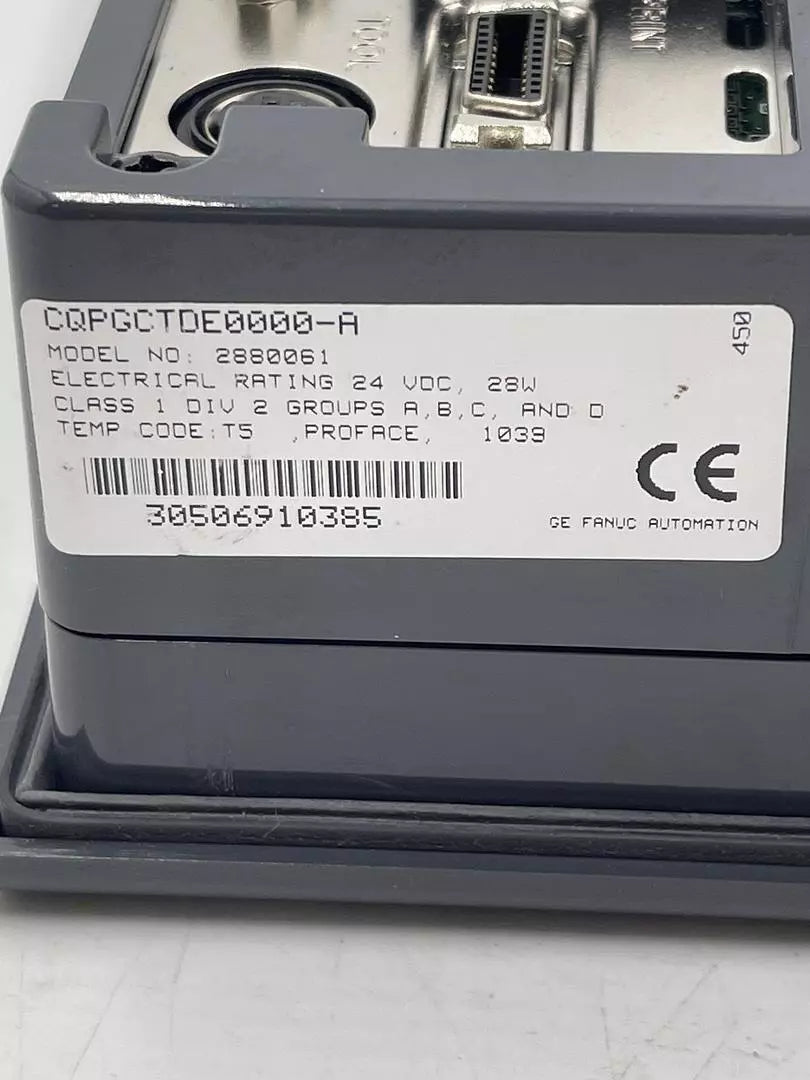 TOOL
PRINT
CQPGCTDE0000-A
450
MODEL NO: 2880061
ELECTRICAL RATING 24 VDC, 28W
CLASS 1 DIV 2 GROUPS A,B,C, AND D
TEMP CODE:T5 ,PROFACE, 1039
CE
30506910385
GE FANUC AUTOMATION